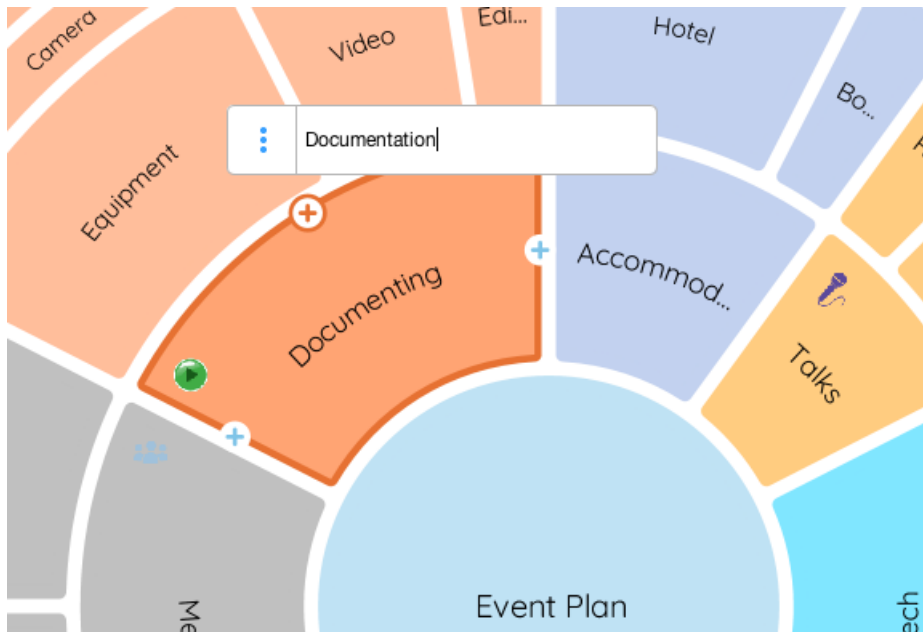 Camera
Video
Edi...
Hotel
Bo...
Documentation
Equipment
Documenting
Accommod...
Talks
Event Plan